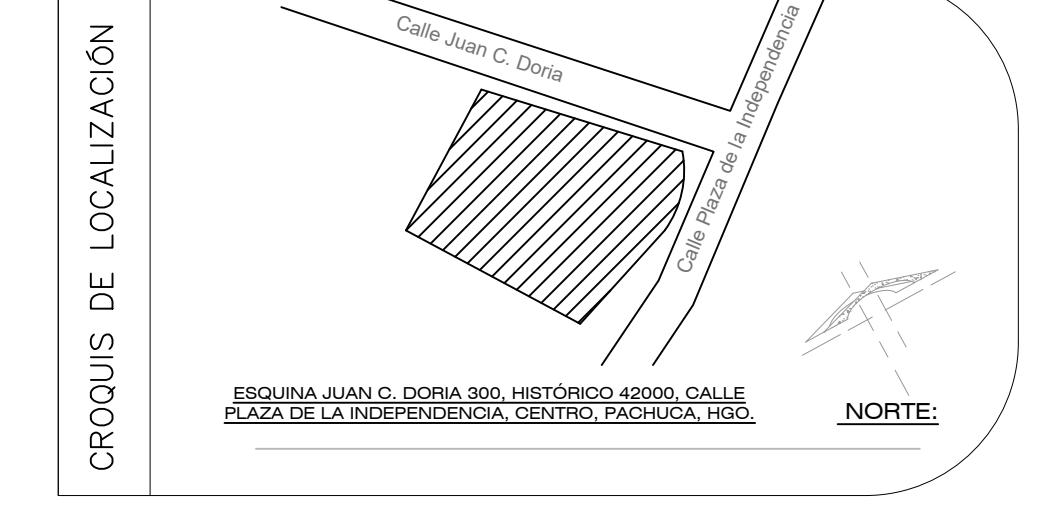 CROQUIS DE LOCALIZACIÓN
Calle Juan C. Doria
Calle Plaza de la Independencia
ESQUINA JUAN C. DORIA 300, HISTÓRICO 42000, CALLE
PLAZA DE LA INDEPENDENCIA, CENTRO, PACHUCA, HGO.
NORTE: